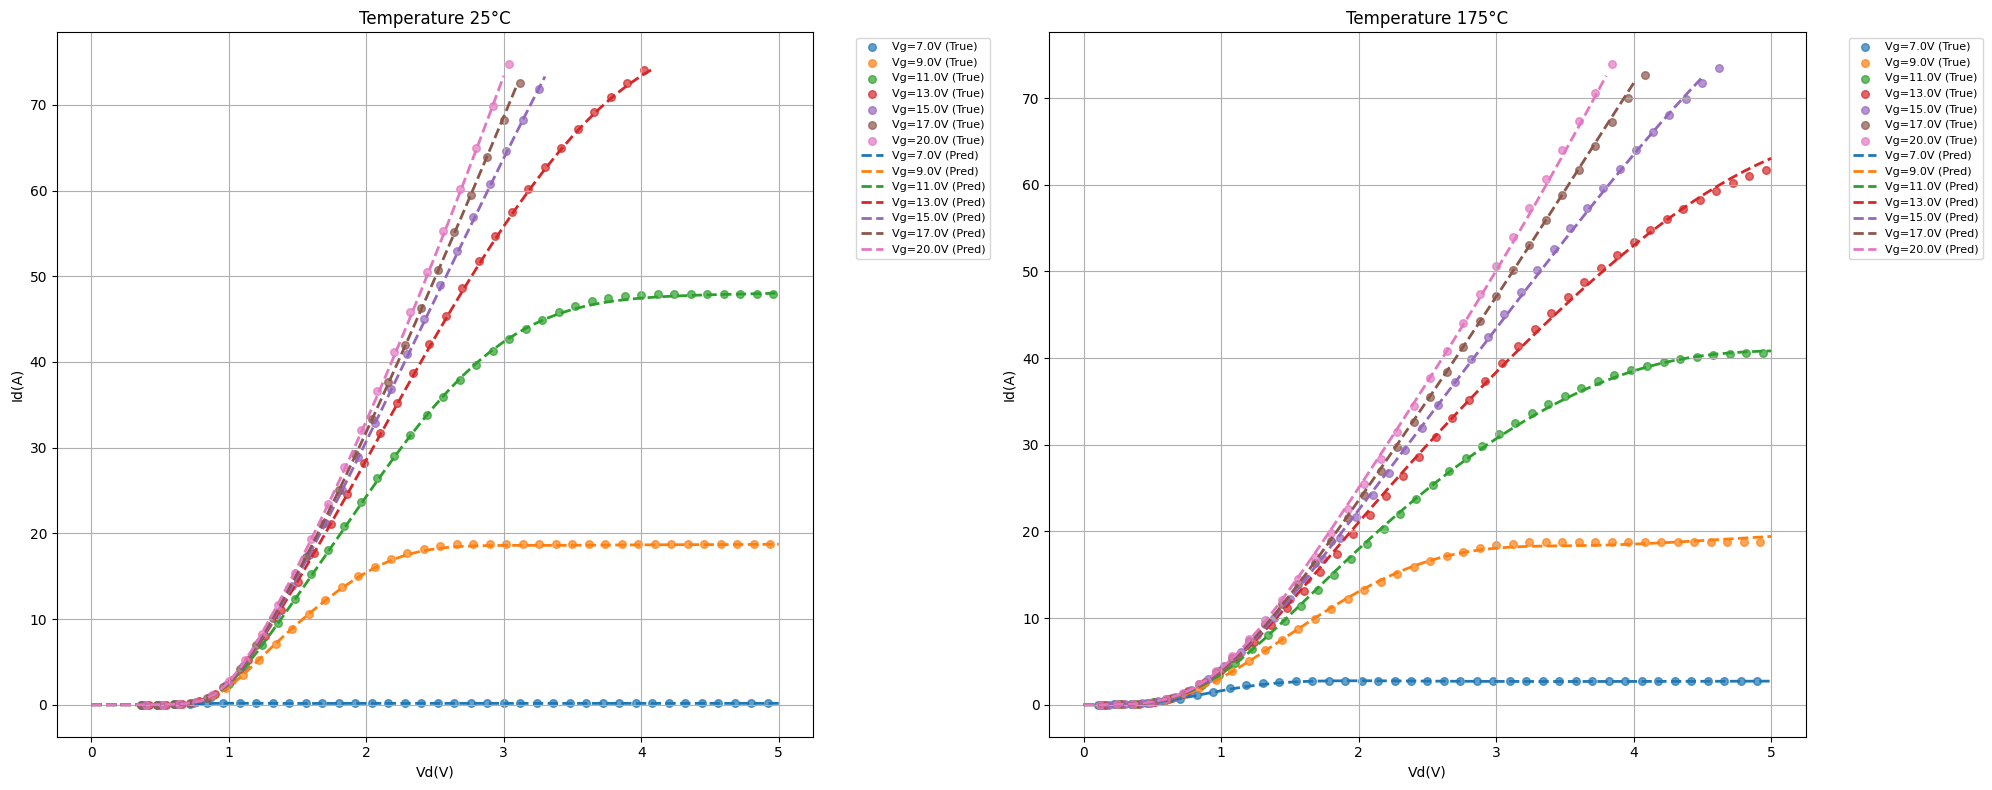 Temperature 25°C
Id(A)
70
60
50
40
30
20
10
0
0 1 2 3 4 5
Vd(V)
Vg=7.0V (True)
Vg=9.0V (True)
Vg=11.0V (True)
Vg=13.0V (True)
Vg=15.0V (True)
Vg=17.0V (True)
Vg=20.0V (True)
Vg=7.0V (Pred)
Vg=9.0V (Pred)
Vg=11.0V (Pred)
Vg=13.0V (Pred)
Vg=15.0V (Pred)
Vg=17.0V (Pred)
Vg=20.0V (Pred)
Temperature 175°C
Id(A)
70
60
50
40
30
20
10
0
0 1 2 3 4 5
Vd(V)
Vg=7.0V (True)
Vg=9.0V (True)
Vg=11.0V (True)
Vg=13.0V (True)
Vg=15.0V (True)
Vg=17.0V (True)
Vg=20.0V (True)
Vg=7.0V (Pred)
Vg=9.0V (Pred)
Vg=11.0V (Pred)
Vg=13.0V (Pred)
Vg=15.0V (Pred)
Vg=17.0V (Pred)
Vg=20.0V (Pred)